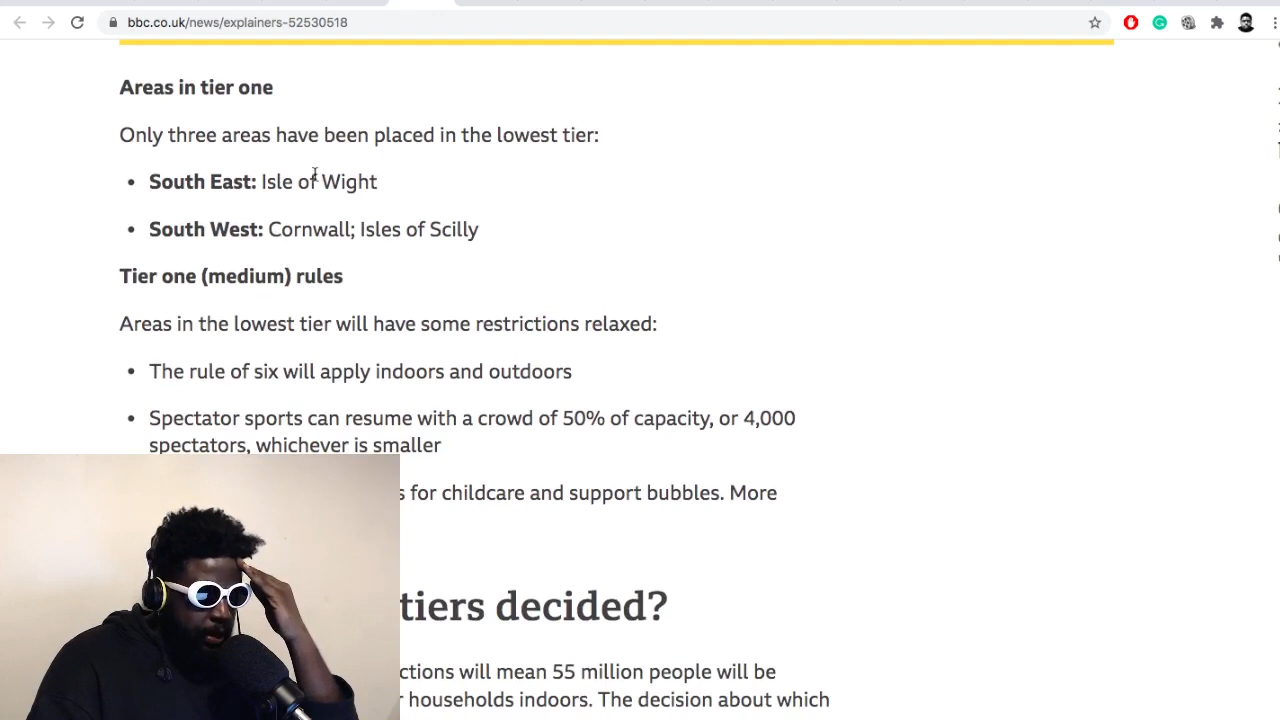 bbc.co.uk/news/explainers-52530518
Areas in tier one
Only three areas have been placed in the lowest tier:
• South East: Isle of Wight
• South West: Cornwall; Isles of Scilly
Tier one (medium) rules
Areas in the lowest tier will have some restrictions relaxed:
• The rule of six will apply indoors and outdoors
• Spectator sports can resume with a crowd of 50% of capacity, or 4,000
spectators, whichever is smaller
for childcare and support bubbles. More
tiers decided?
will mean 55 million people will be
households indoors. The decision about which